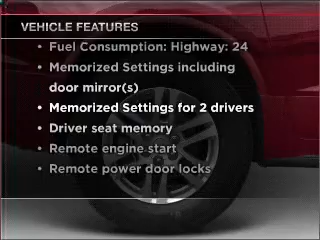 VEHICLE FEATURES
• Fuel Consumption: Highway: 24
• Memorized Settings including
door mirror(s)
• Memorized Settings for 2 drivers
• Driver seat memory
• Remote engine start
• Remote power door locks